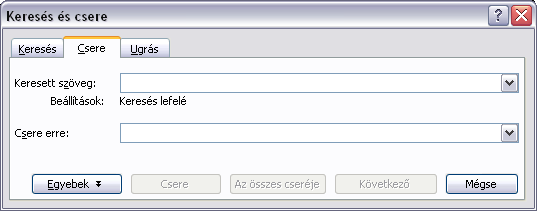 Keresés és csere
Keresés Csere Ugrás
Keresett szöveg:
Beállítások: Keresés lefelé
Csere erre:
Egyebek Csere Az összes cseréje Következő Mégse